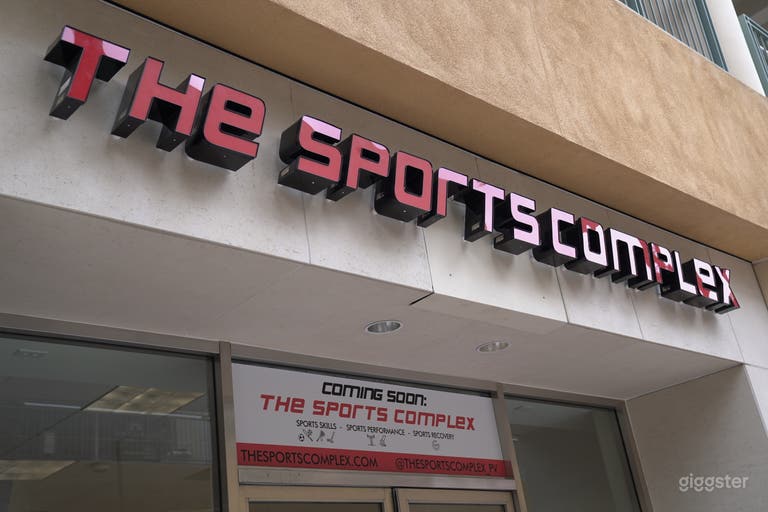 THE SPORTS COMPLEX
COMING SOON:
THE SPORTS COMPLEX
SPORTS SKILLS - SPORTS PERFORMANCE - SPORTS RECOVERY
THESPORTSCOMPLEX.COM @THESPORTSCOMPLEX_PV
giggster